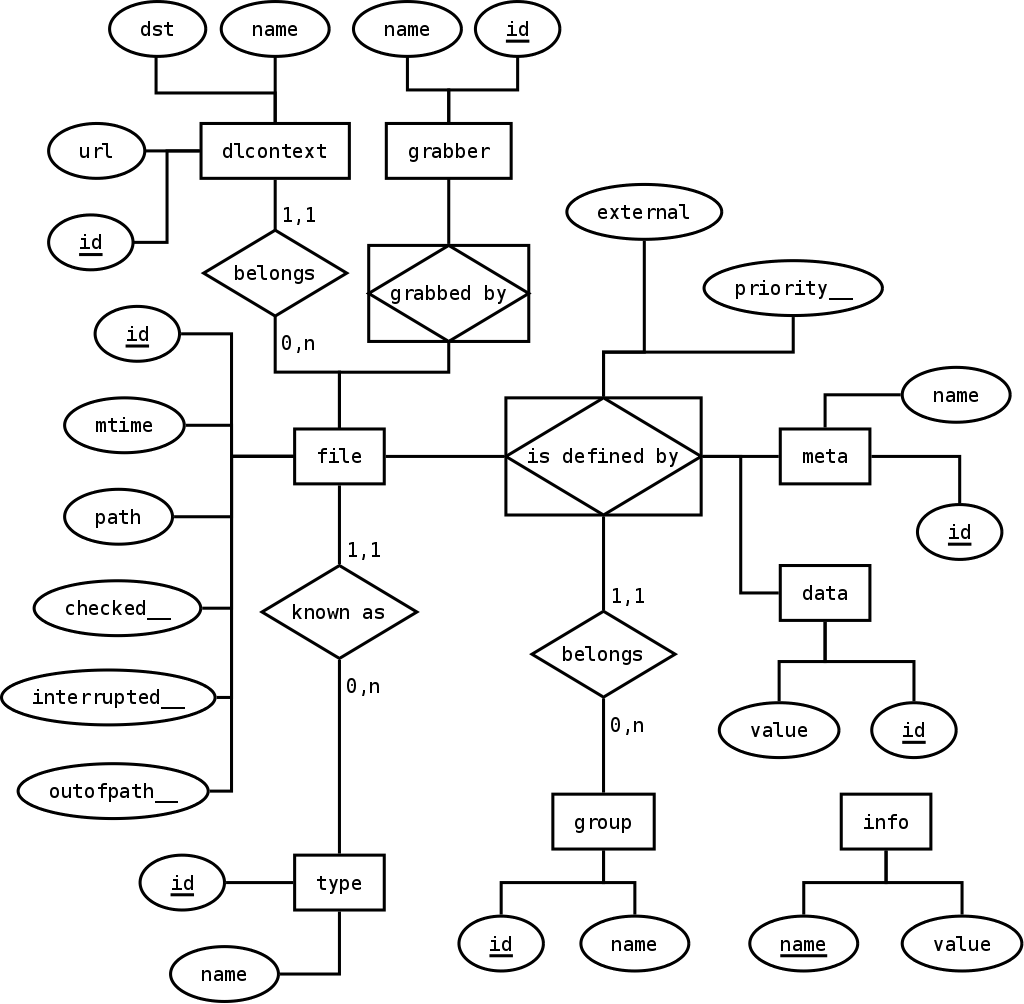 dst
name
name
id
url
dlcontext
grabber
id
1,1
external
belongs
grabbed by
priority__
id
0,n
name
mtime
file
is defined by
meta
path
id
1,1
1,1
data
checked__
known as
belongs
interrupted__
0,n
0,n
value
id
outofpath__
group
info
id
type
id
name
name
value
name